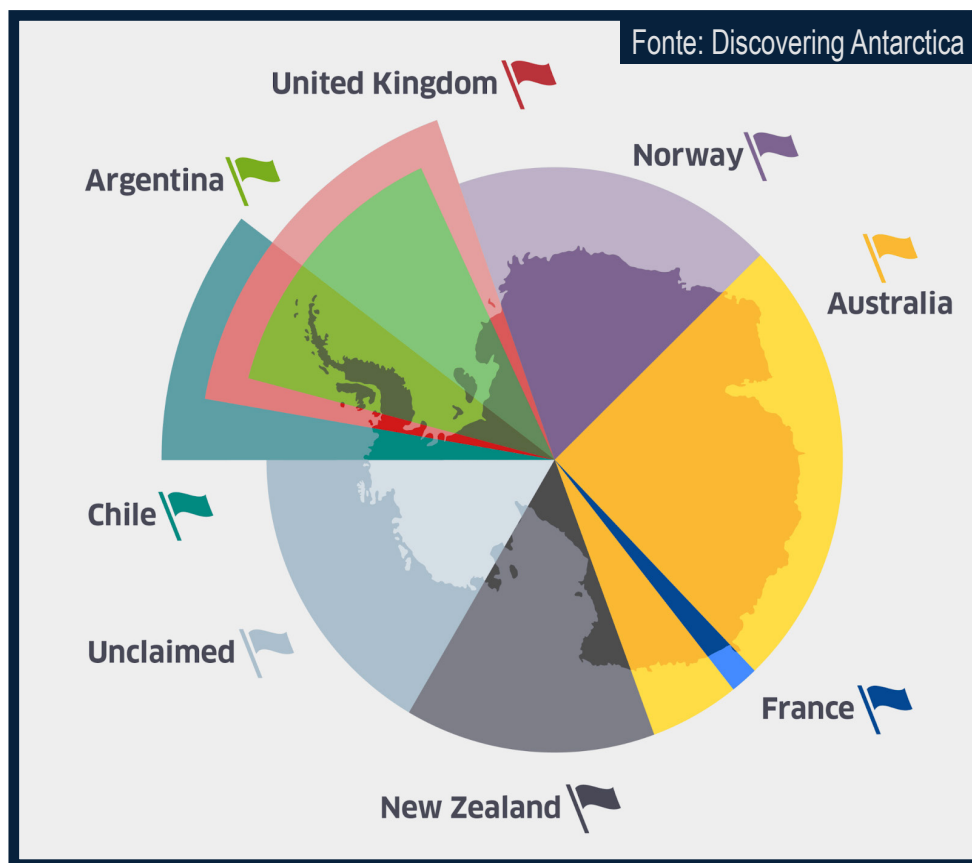 Fonte: Discovering Antarctica
United Kingdom
Norway
Argentina
Australia
Chile
Unclaimed
France
New Zealand